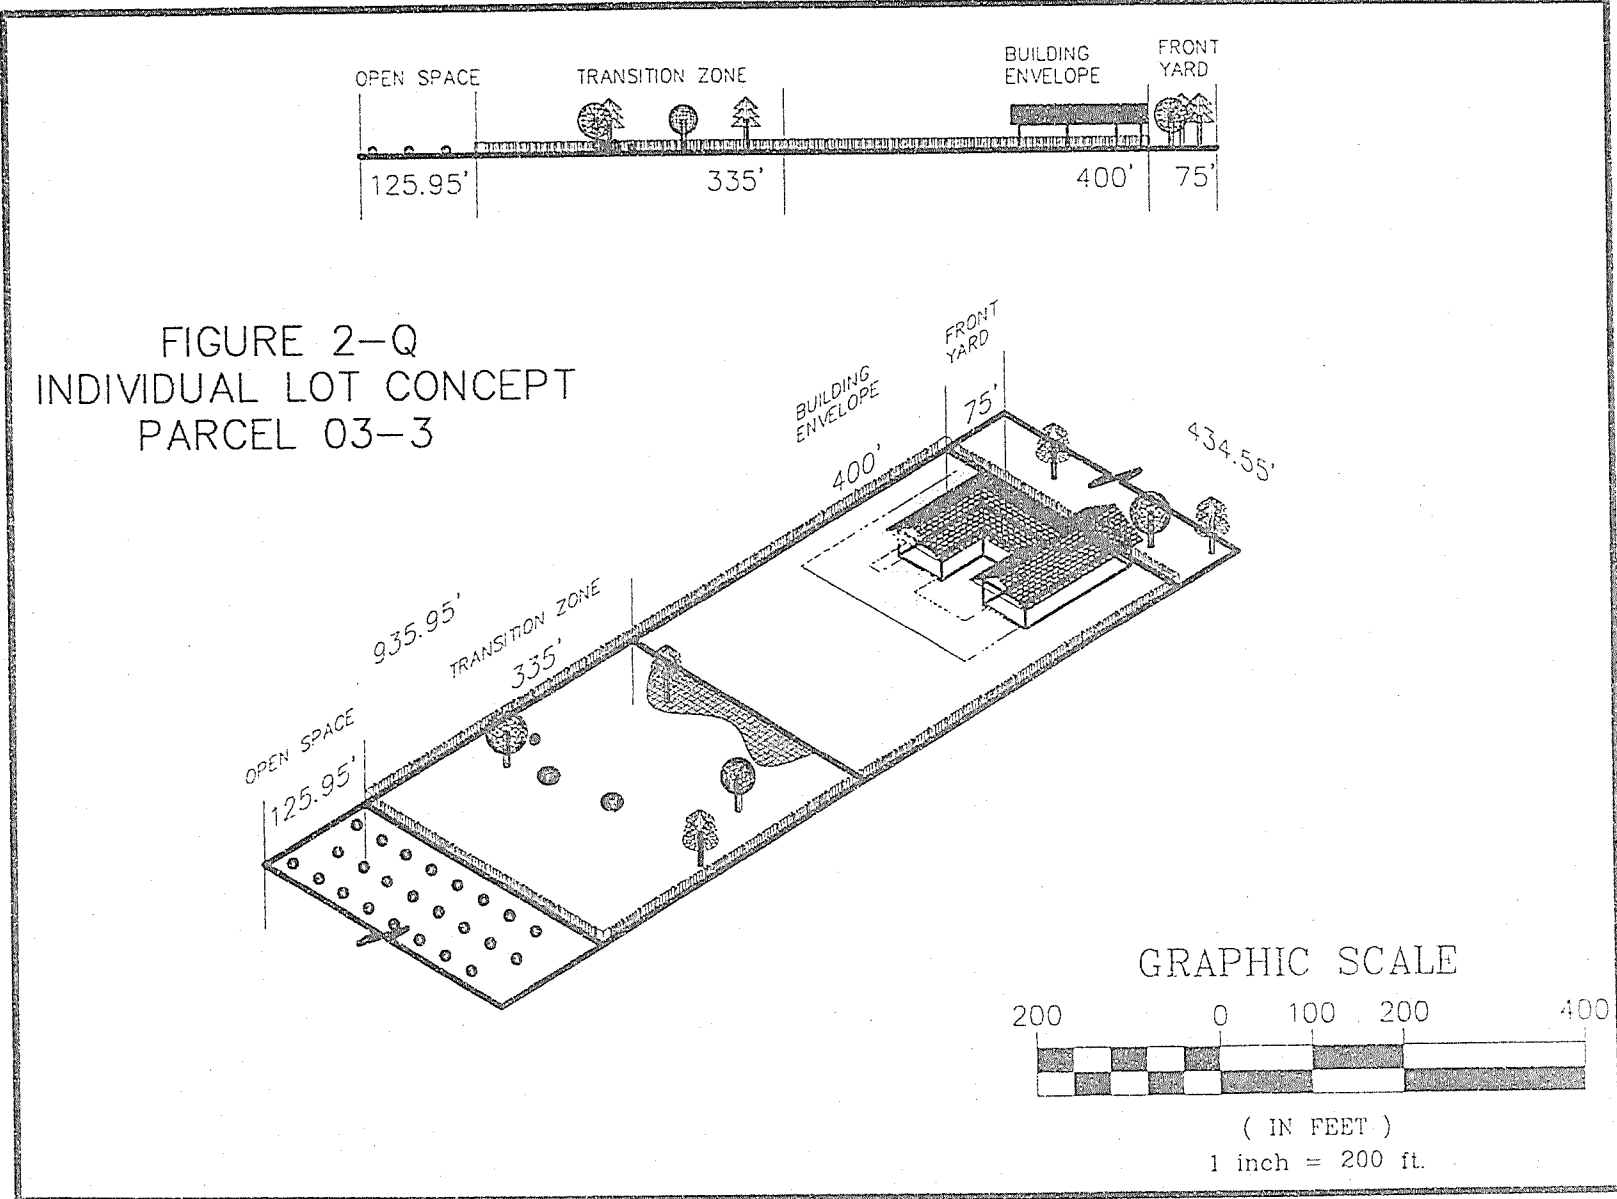 OPEN SPACE
TRANSITION ZONE
BUILDING
ENVELOPE
FRONT
YARD
125.95'
335'
400'
75'
FIGURE 2-Q
INDIVIDUAL LOT CONCEPT
PARCEL 03-3
FRONT
YARD
75'
BUILDING
ENVELOPE
400'
434.55'
935.95'
TRANSITION ZONE
335'
OPEN SPACE
125.95'
GRAPHIC SCALE
200 0 100 200 400
( IN FEET )
1 inch = 200 ft.